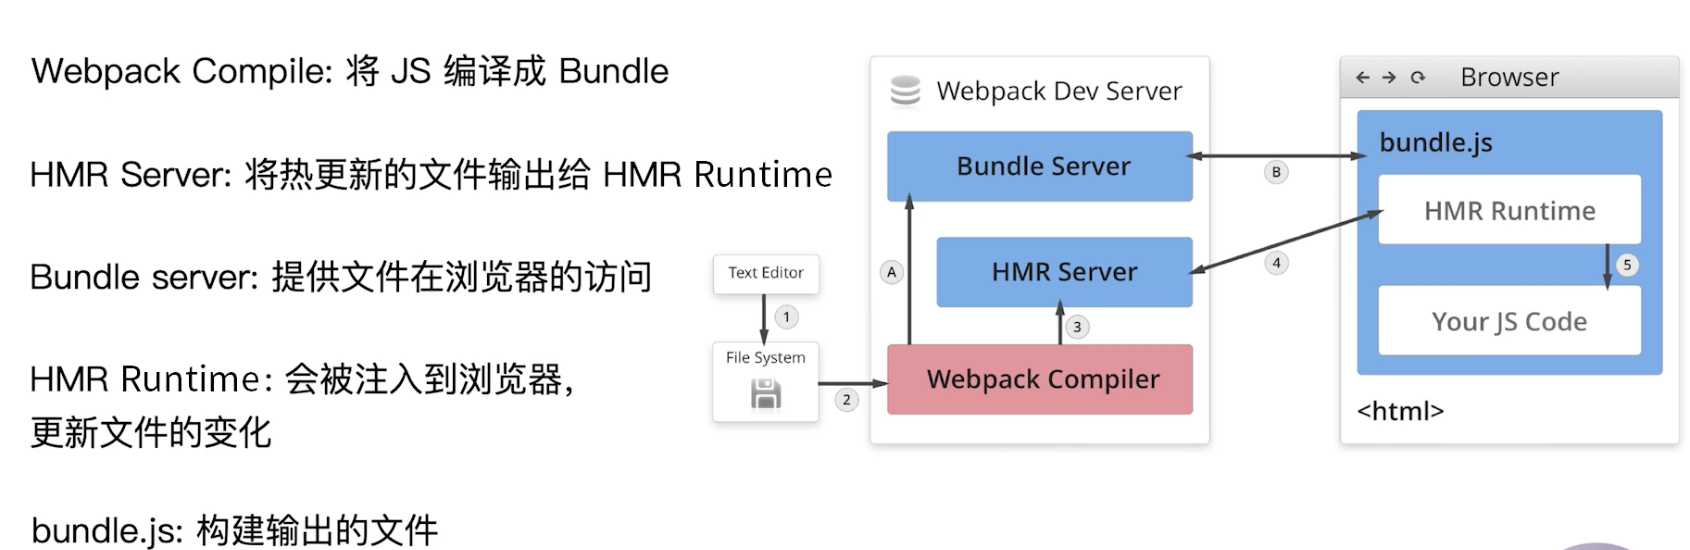 Webpack Compile: 将 JS 编译成 Bundle
HMR Server: 将热更新的文件输出给 HMR Runtime
Bundle server: 提供文件在浏览器的访问
HMR Runtime: 会被注入到浏览器,
更新文件的变化
bundle.js: 构建输出的文件
Text Editor
1
File System
2
Webpack Dev Server
Bundle Server
A
HMR Server
3
Webpack Compiler
B
4
Browser
bundle.js
HMR Runtime
5
Your JS Code
<html>